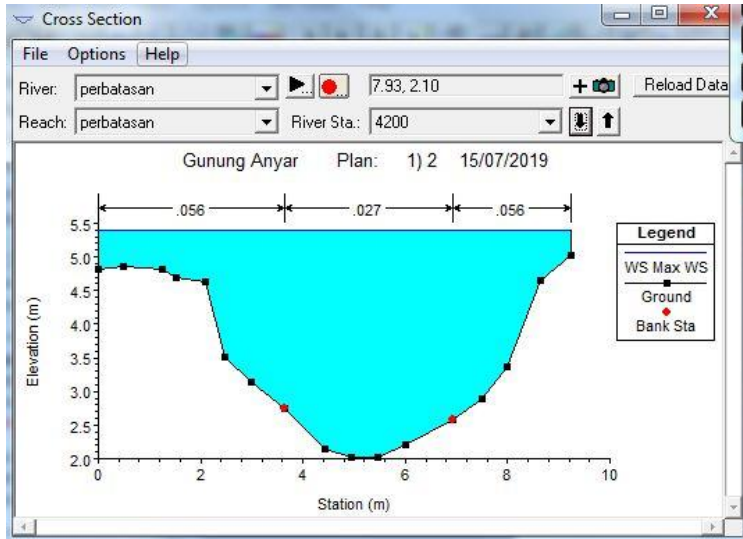 Cross Section
File Options Help
River: perbatasan 7.93, 2.10 Reload Data
Reach: perbatasan River Sta.: 4200
Gunung Anyar Plan: 1) 2 15/07/2019
.056 .027 .056
5.5
5.0
4.5
4.0
3.5
3.0
2.5
2.0
Elevation (m)
0 2 4 6 8 10
Station (m)
Legend
WS Max WS
Ground
Bank Sta